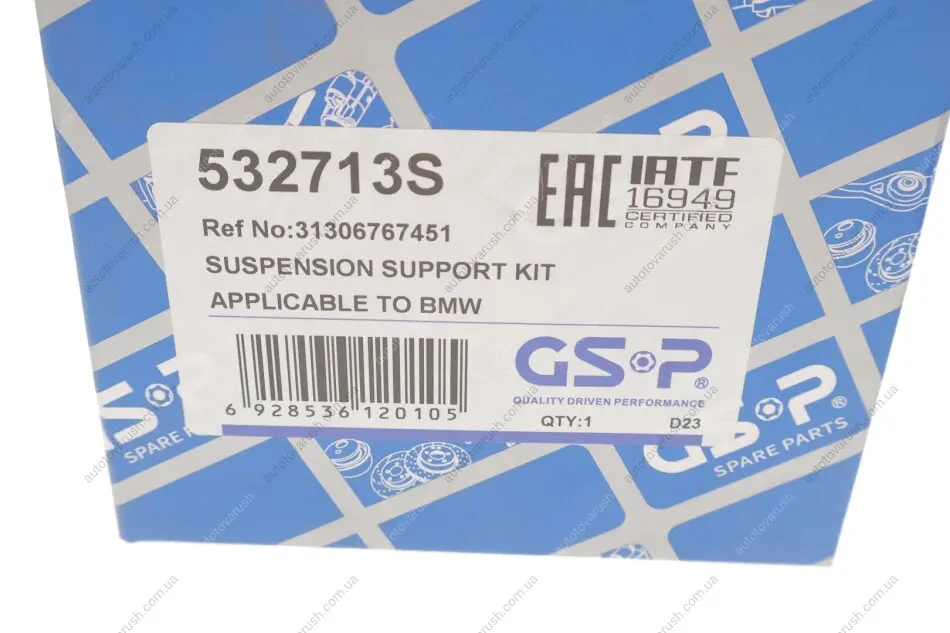 532713S
EAC
IATF
16949
CERTIFIED
COMPANY
Ref No:31306767451
SUSPENSION SUPPORT KIT
APPLICABLE TO BMW
GSP®
QUALITY DRIVEN PERFORMANCE
6 928536 120105
QTY:1
D23
SPARE PARTS
GSP®
SPARE PARTS
autotovarush.com.ua